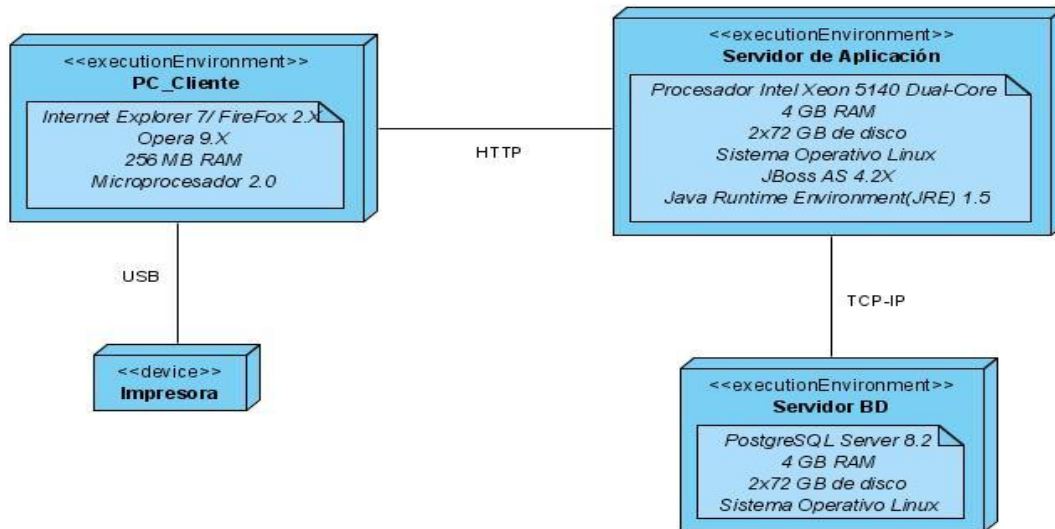 <<executionEnvironment>>
PC_Cliente
Internet Explorer 7/ FireFox 2.X
Opera 9.X
256 MB RAM
Microprocesador 2.0
HTTP
<<executionEnvironment>>
Servidor de Aplicación
Procesador Intel Xeon 5140 Dual-Core
4 GB RAM
2x72 GB de disco
Sistema Operativo Linux
JBoss AS 4.2X
Java Runtime Environment(JRE) 1.5
USB
TCP-IP
<<device>>
Impresora
<<executionEnvironment>>
Servidor BD
PostgreSQL Server 8.2
4 GB RAM
2x72 GB de disco
Sistema Operativo Linux